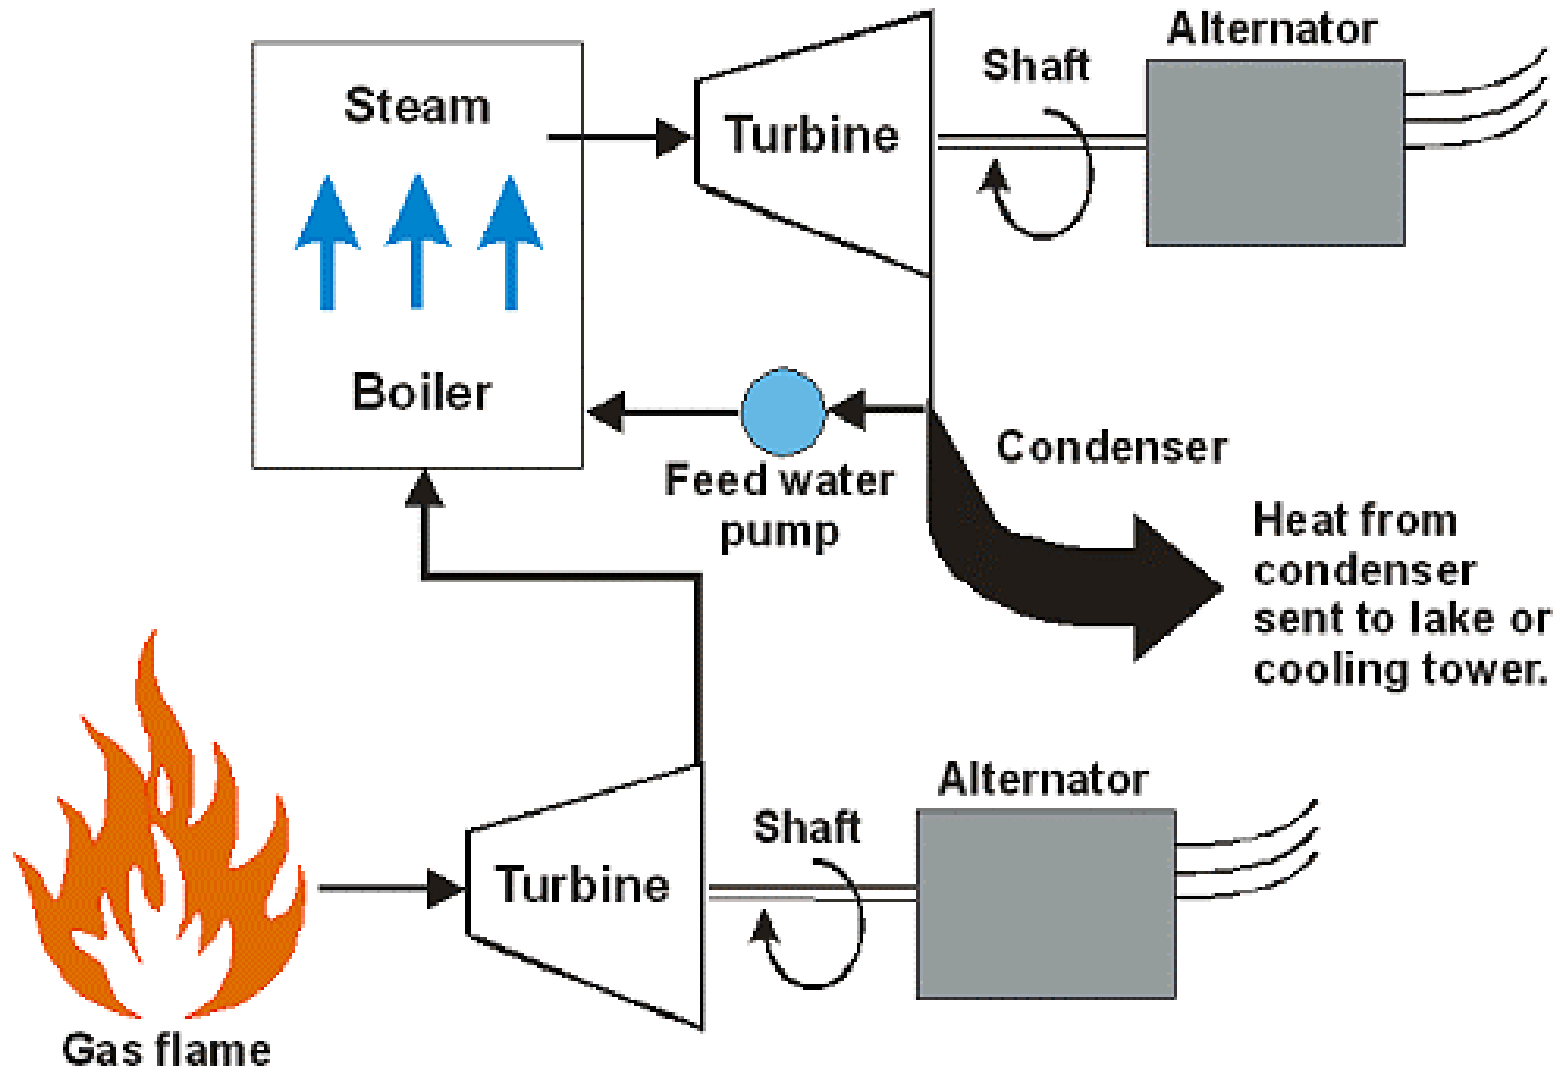 Alternator
Shaft
Steam
Turbine
Boiler
Condenser
Feed water
pump
Heat from
condenser
sent to lake or
cooling tower.
Alternator
Shaft
Turbine
Gas flame